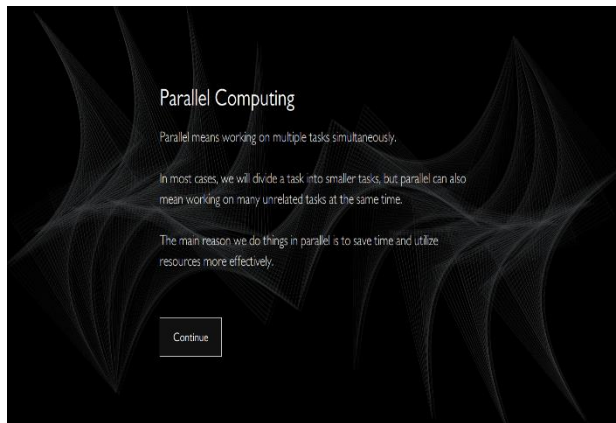 Parallel Computing
Parallel means working on multiple tasks simultaneously.
In most cases, we will divide a task into smaller tasks, but parallel can also
mean working on many unrelated tasks at the same time.
The main reason we do things in parallel is to save time and utilize
resources more effectively.
Continue